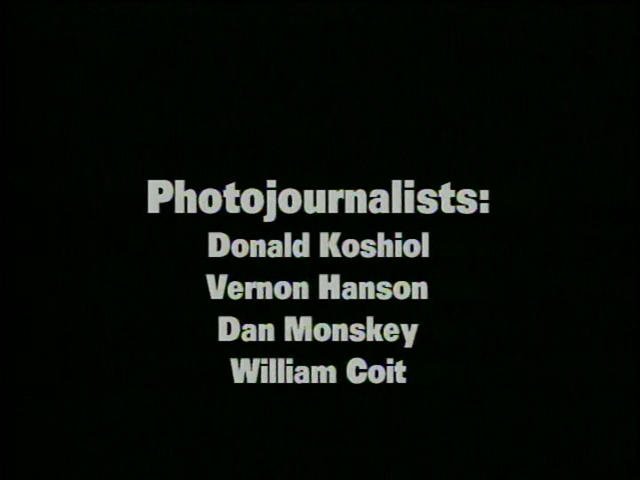 Photojournalists:
Donald Koshiol
Vernon Hanson
Dan Monskey
William Coit